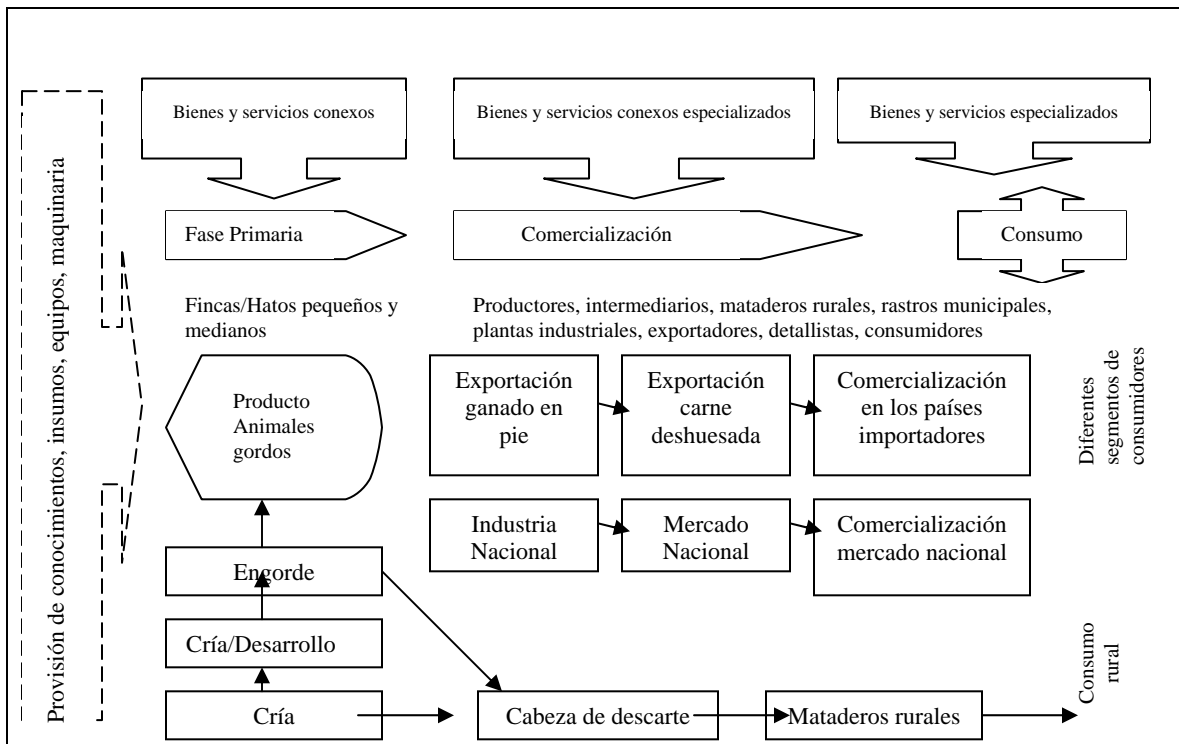 Provisión de conocimientos, insumos, equipos, maquinaria
Bienes y servicios conexos
Bienes y servicios conexos especializados
Bienes y servicios especializados
Fase Primaria
Comercialización
Consumo
Fincas/Hatos pequeños y
medianos
Productores, intermediarios, mataderos rurales, rastros municipales,
plantas industriales, exportadores, detallistas, consumidores
Producto
Animales
gordos
Exportación
ganado en
pie
Exportación
carne
deshuesada
Comercialización
en los países
importadores
Diferentes
segmentos de
consumidores
Industria
Nacional
Mercado
Nacional
Comercialización
mercado nacional
Engorde
Cría/Desarrollo
Cría
Cabeza de descarte
Mataderos rurales
Consumo
rural